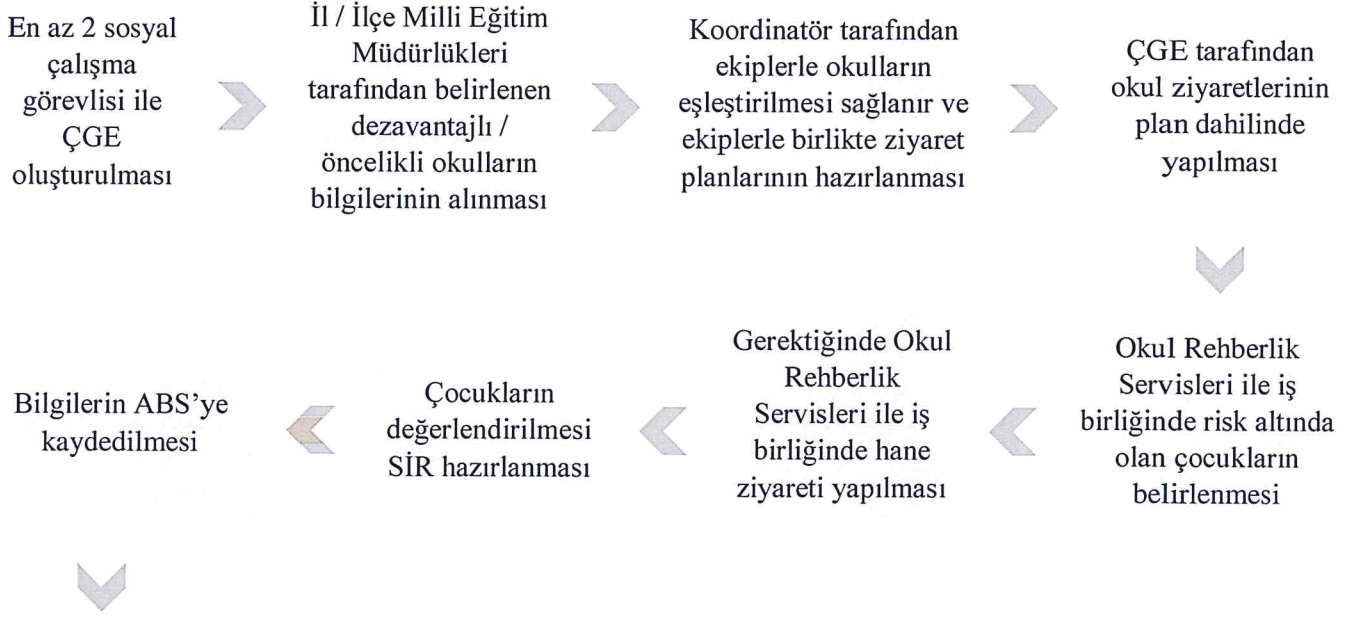 En az 2 sosyal
çalışma
görevlisi ile
ÇGE
oluşturulması
İl / İlçe Milli Eğitim
Müdürlükleri
tarafından belirlenen
dezavantajlı /
öncelikli okulların
bilgilerinin alınması
Koordinatör tarafından
ekiplerle okulların
eşleştirilmesi sağlanır ve
ekiplerle birlikte ziyaret
planlarının hazırlanması
ÇGE tarafından
okul ziyaretlerinin
plan dahilinde
yapılması
Okul Rehberlik
Servisleri ile iş
birliğinde risk altında
olan çocukların
belirlenmesi
Gerektiğinde Okul
Rehberlik
Servisleri ile iş
birliğinde hane
ziyareti yapılması
Çocukların
değerlendirilmesi
SİR hazırlanması
Bilgilerin ABS’ye
kaydedilmesi